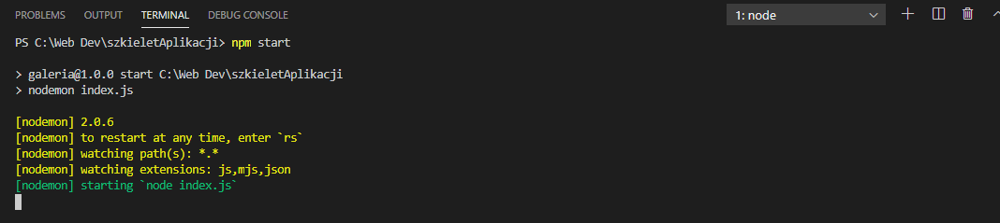 PROBLEMS OUTPUT TERMINAL DEBUG CONSOLE 1: node
PS C:\Web Dev\szkieletAplikacji> npm start
> galeria@1.0.0 start C:\Web Dev\szkieletAplikacji
> nodemon index.js
[nodemon] 2.0.6
[nodemon] to restart at any time, enter `rs`
[nodemon] watching path(s): *.*
[nodemon] watching extensions: js,mjs,json
[nodemon] starting `node index.js`